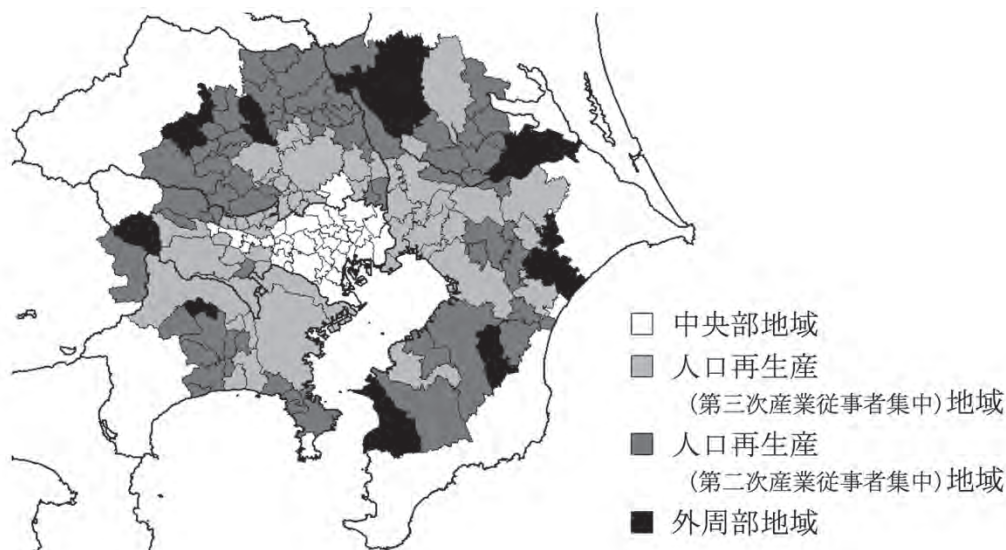 中央部地域
人口再生産
(第三次産業従事者集中)地域
人口再生産
(第二次産業従事者集中)地域
外周部地域